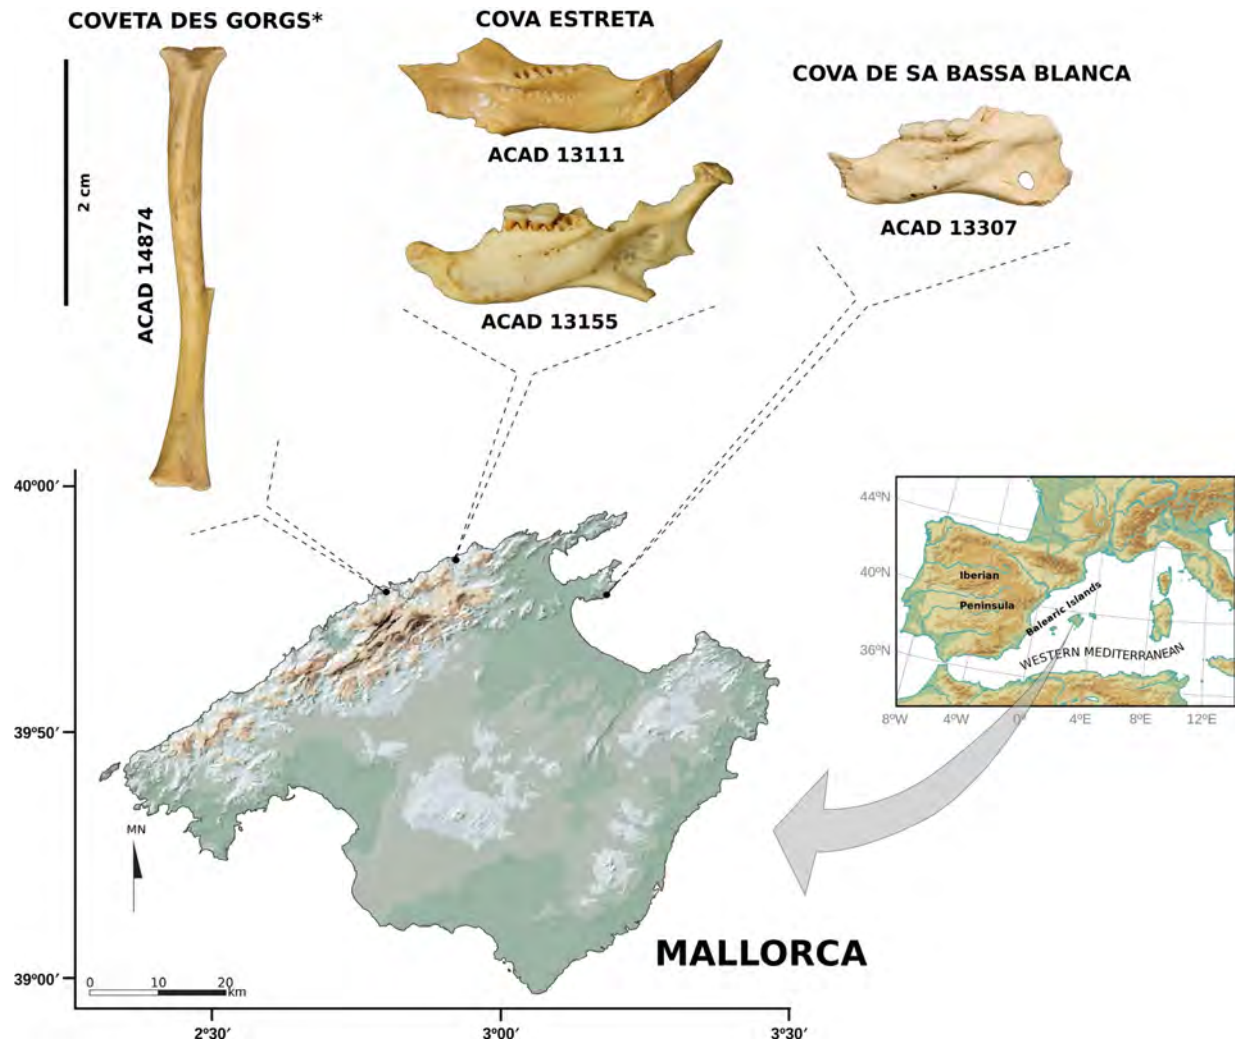 COVETA DES GORGS*
COVA ESTRETA
COVA DE SA BASSA BLANCA
2 cm
ACAD 14874
ACAD 13111
ACAD 13155
ACAD 13307
40º00′
39º50′
39º00′
2º30′
3º00′
3º30′
MN
0 10 20
km
MALLORCA
44ºN
40ºN
36ºN
8ºW 4ºW 0º 4ºE 8ºE 12ºE
Iberian
Peninsula
Balearic Islands
WESTERN MEDITERRANEAN